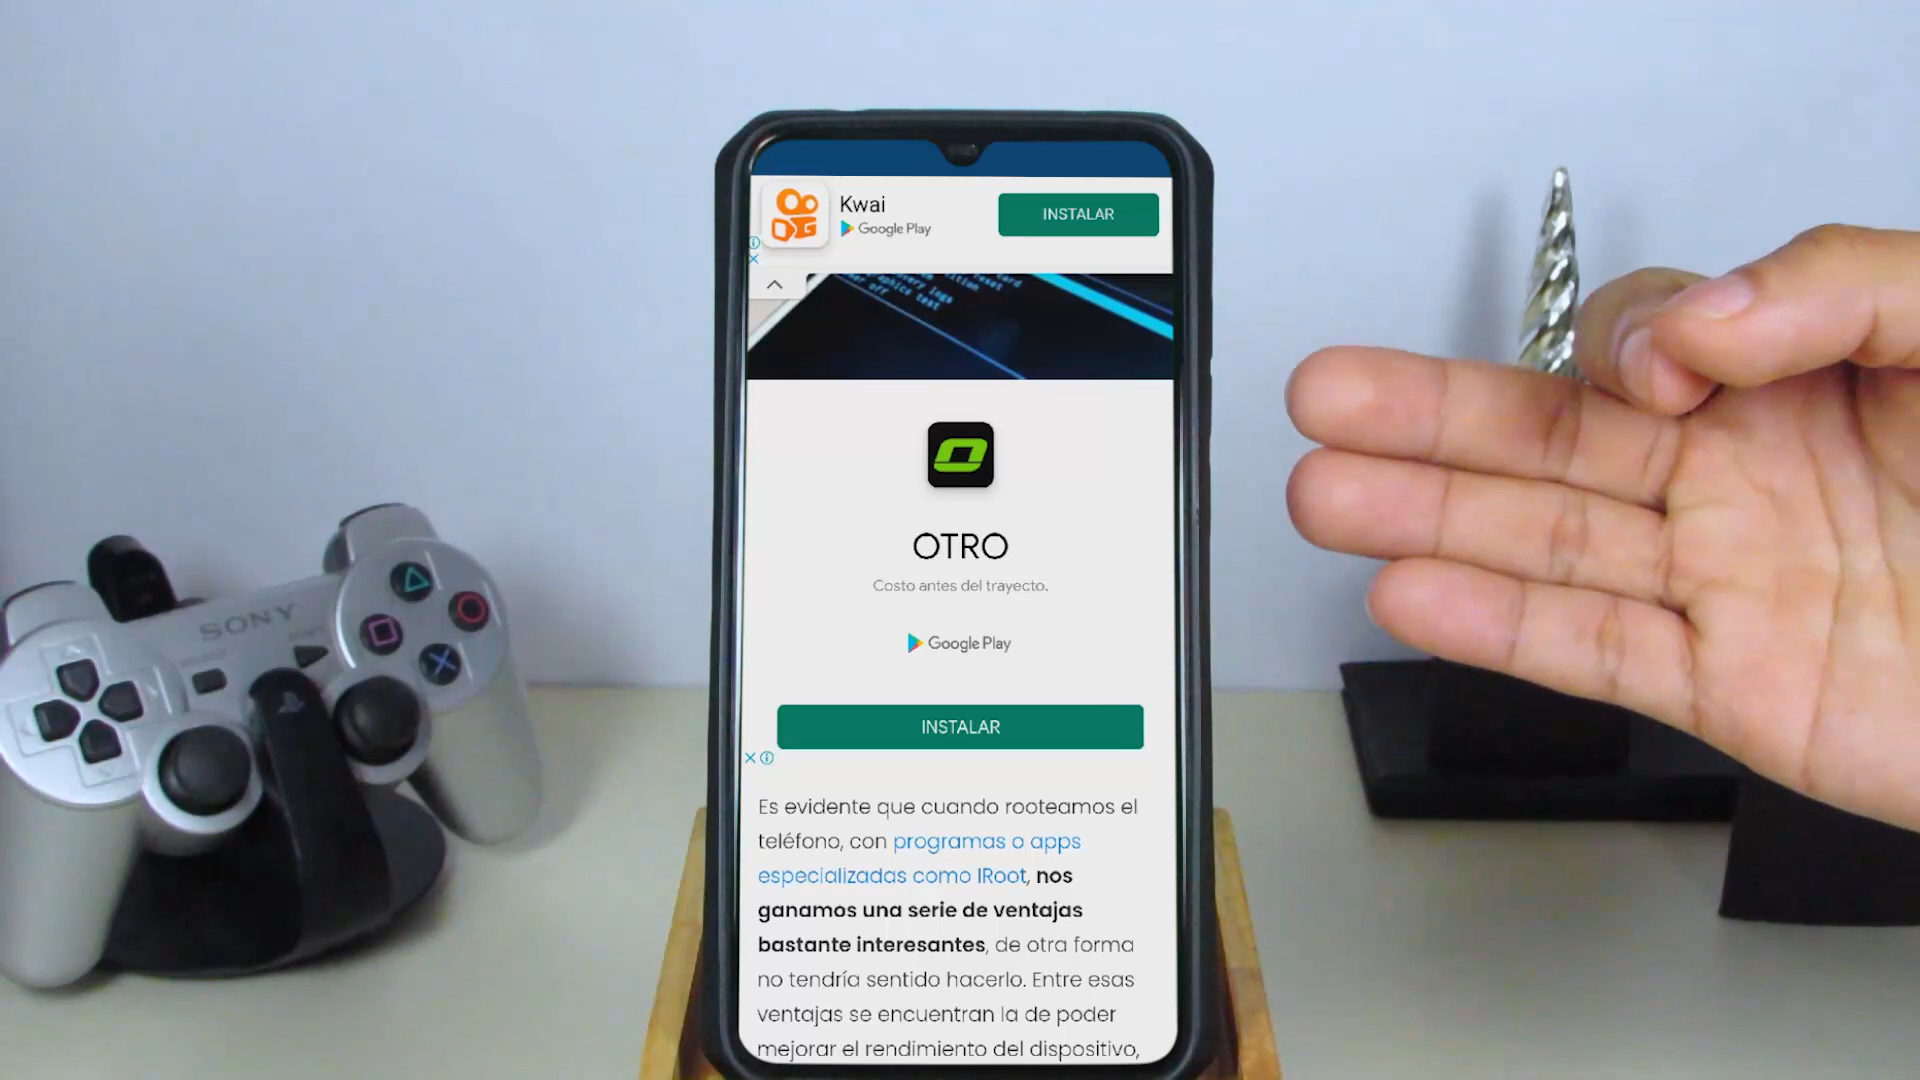 Kwai
Google Play
INSTALAR
graphics test
OTRO
Costo antes del trayecto.
Google Play
INSTALAR
SONY
Es evidente que cuando rooteamos el
teléfono, con programas o apps
especializadas como IRoot, nos
ganamos una serie de ventajas
bastante interesantes, de otra forma
no tendría sentido hacerlo. Entre esas
ventajas se encuentran la de poder
mejorar el rendimiento del dispositivo,